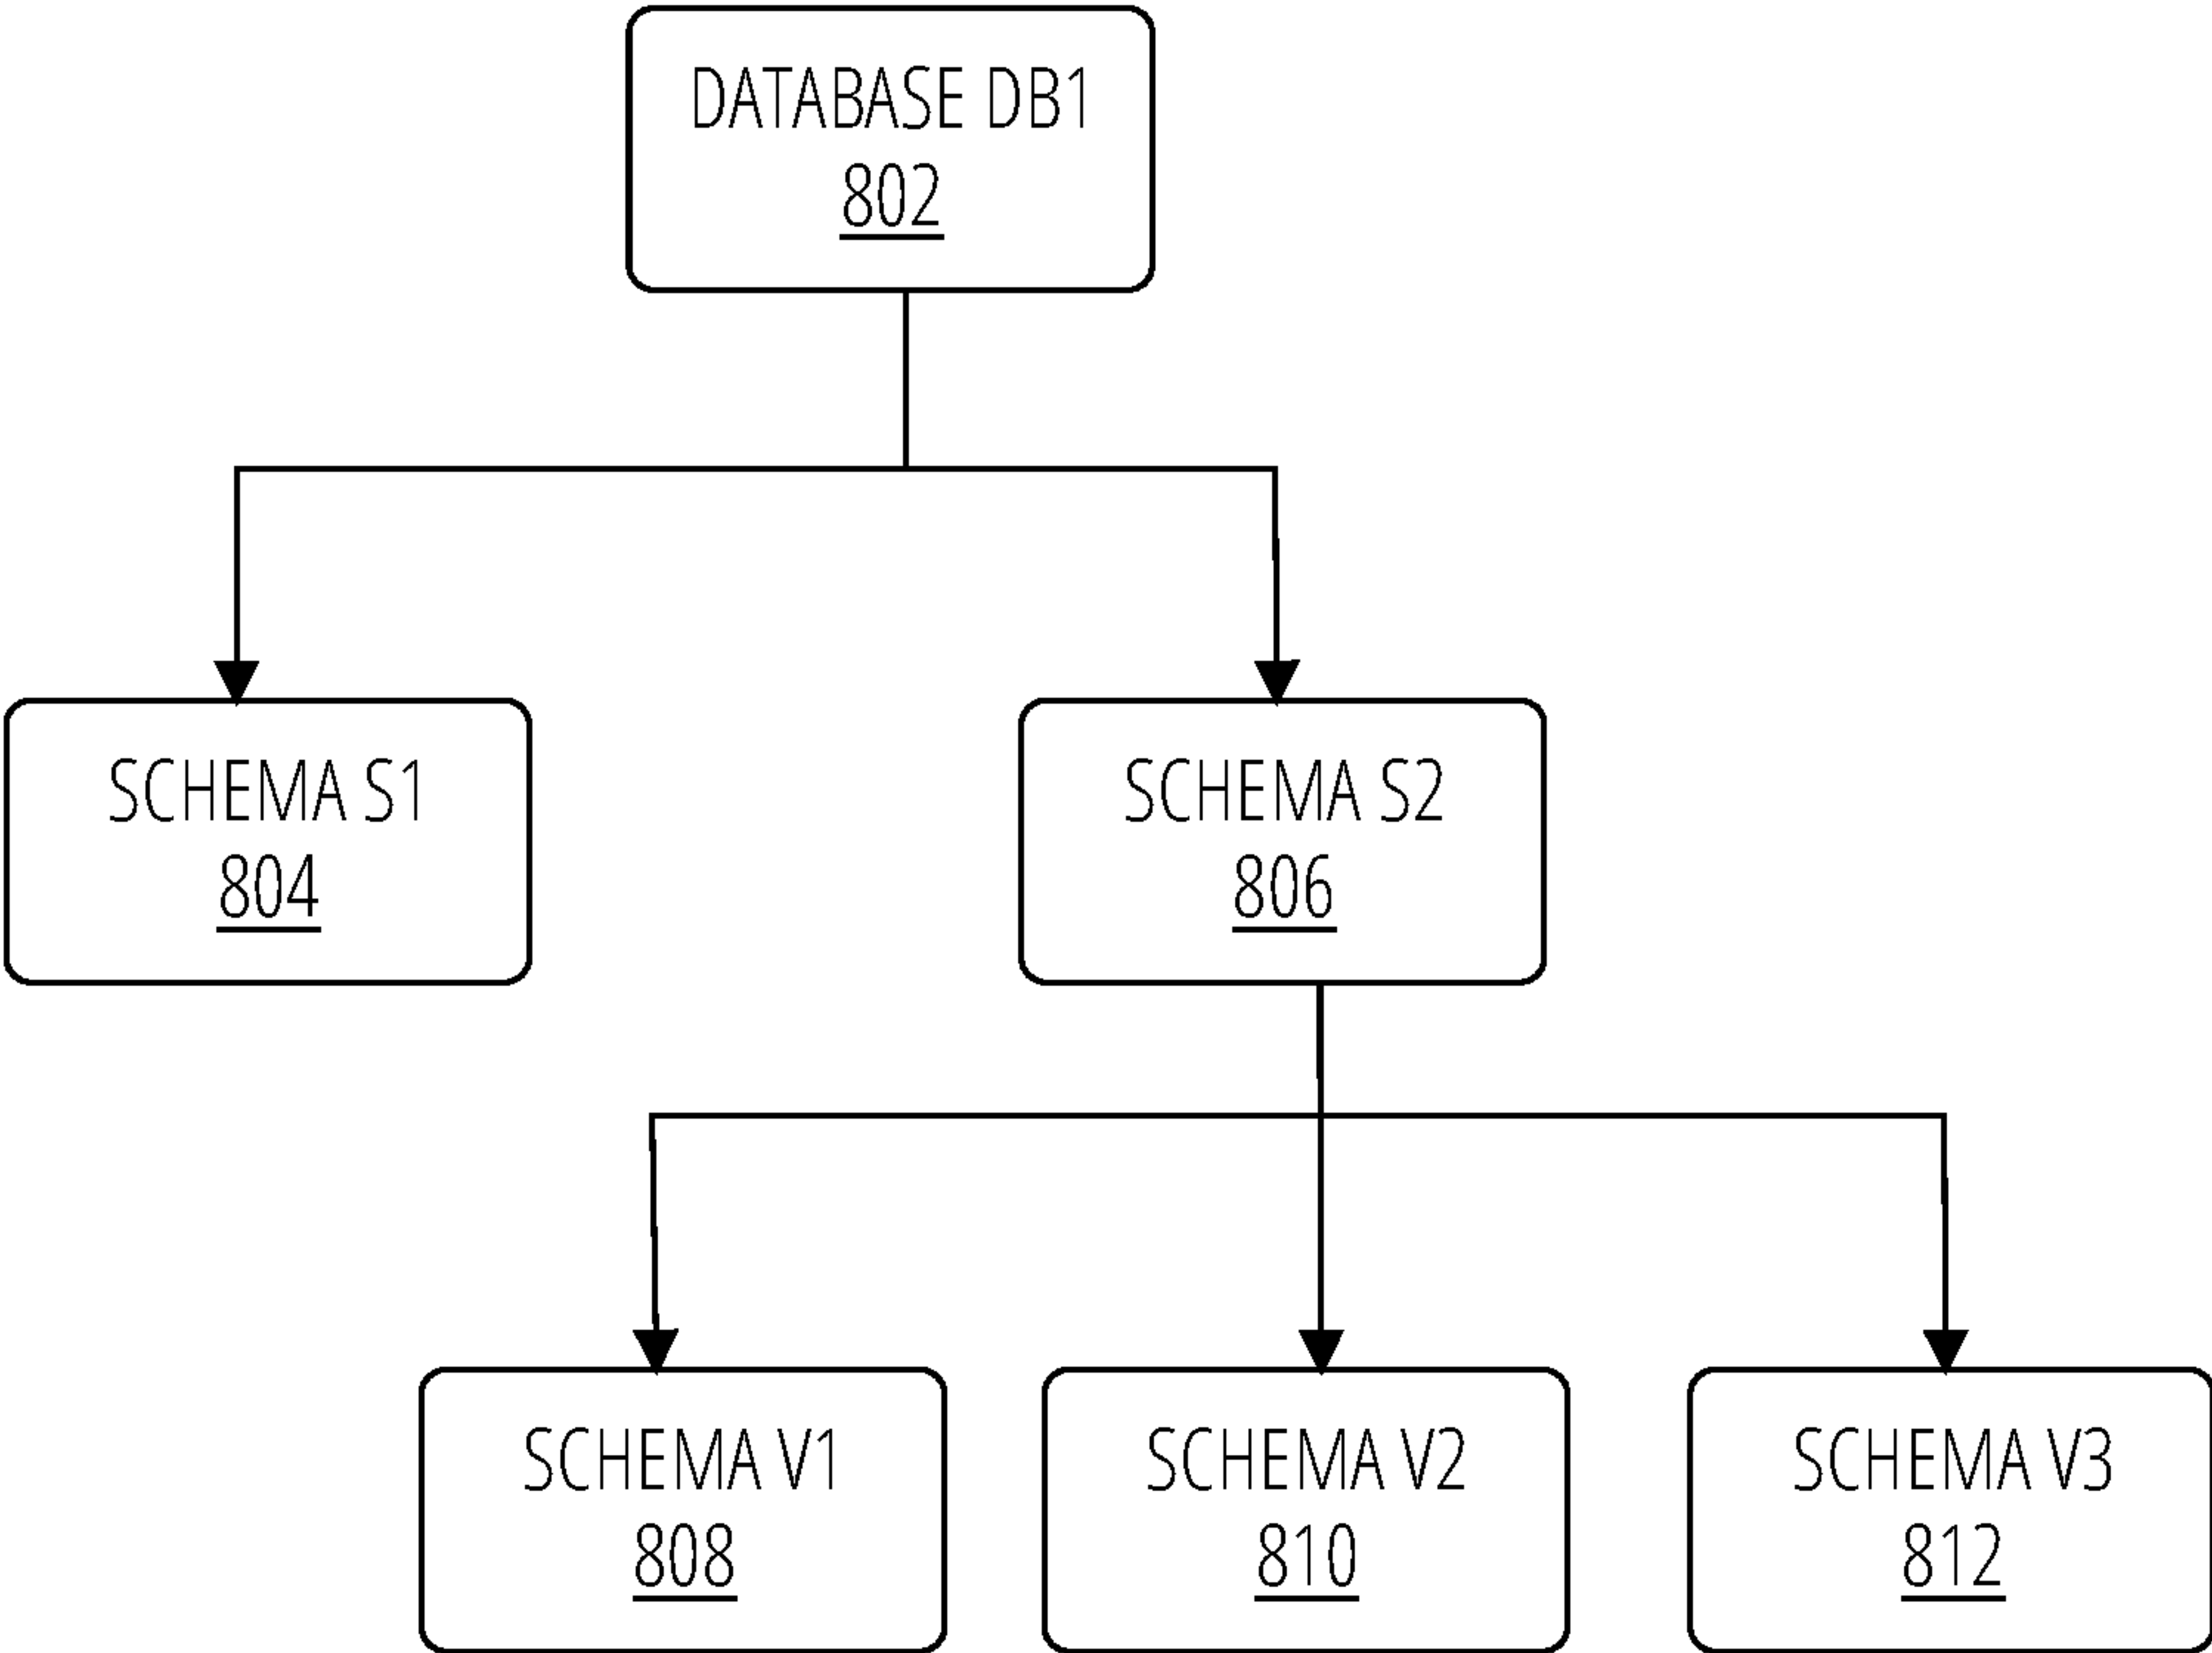 DATABASE DB1
802
SCHEMA S1
804
SCHEMA S2
806
SCHEMA V1
808
SCHEMA V2
810
SCHEMA V3
812